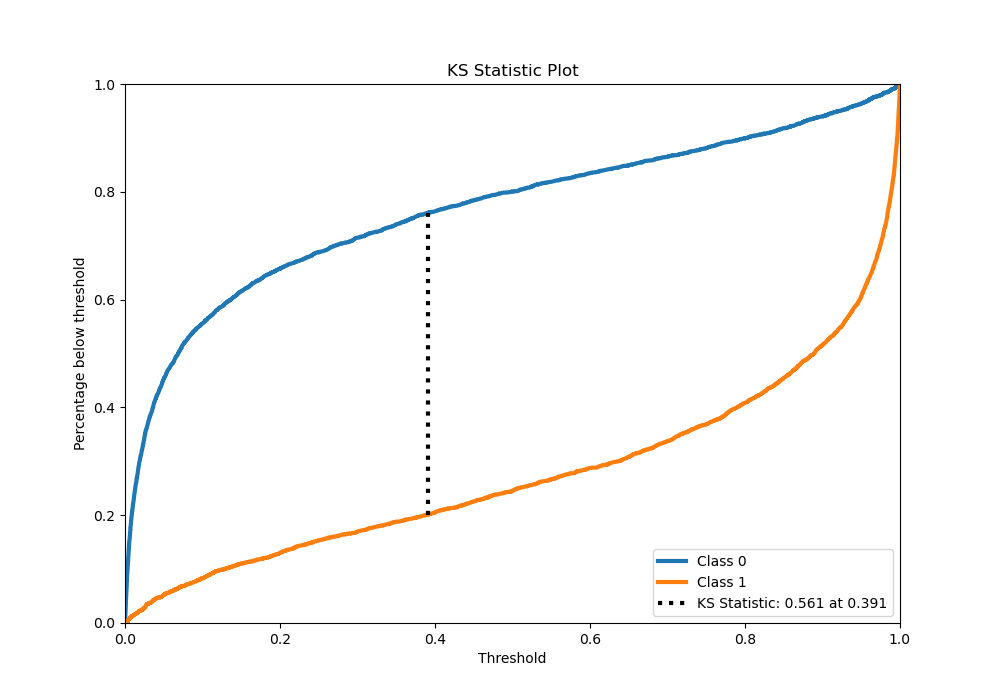 KS Statistic Plot
1.0
0.8
0.6
0.4
0.2
0.0
Percentage below threshold
0.0 0.2 0.4 0.6 0.8 1.0
Threshold
Class 0
Class 1
KS Statistic: 0.561 at 0.391